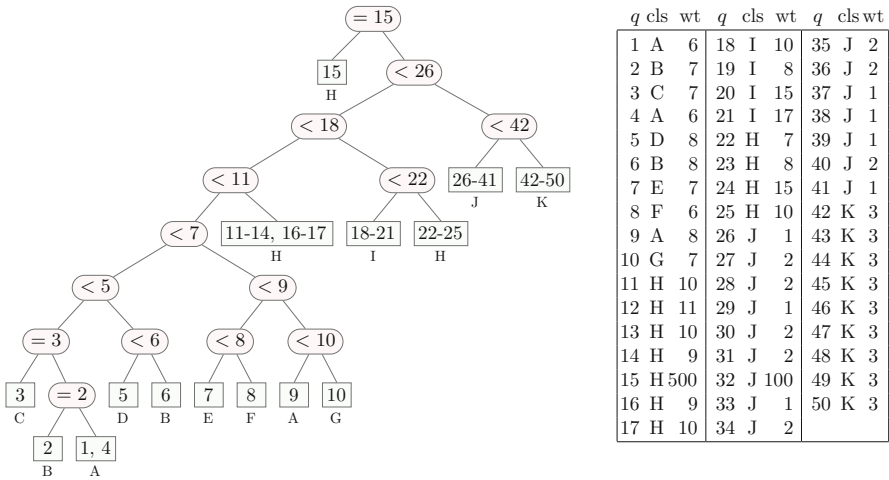 = 15
15
H
< 26
< 18
< 42
< 11
< 22
26-41
J
42-50
K
< 7
11-14, 16-17
H
18-21
I
22-25
H
< 5
< 9
= 3
< 6
< 8
< 10
3
C
= 2
5
D
6
B
7
E
8
F
9
A
10
G
2
B
1, 4
A
q cls wt q cls wt q cls wt
1 A 6 18 I 10 35 J 2
2 B 7 19 I 8 36 J 2
3 C 7 20 I 15 37 J 1
4 A 6 21 I 17 38 J 1
5 D 8 22 H 7 39 J 1
6 B 8 23 H 8 40 J 2
7 E 7 24 H 15 41 J 1
8 F 6 25 H 10 42 K 3
9 A 8 26 J 1 43 K 3
10 G 7 27 J 2 44 K 3
11 H 10 28 J 2 45 K 3
12 H 11 29 J 1 46 K 3
13 H 10 30 J 2 47 K 3
14 H 9 31 J 2 48 K 3
15 H 500 32 J 100 49 K 3
16 H 9 33 J 1 50 K 3
17 H 10 34 J 2